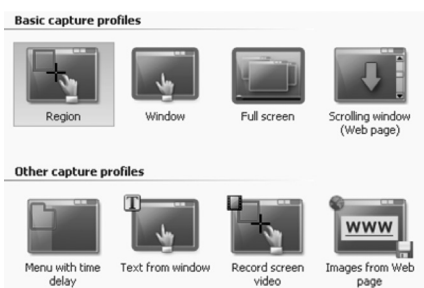 Basic capture profiles
Region
Window
Full screen
Scrolling window
(Web page)
Other capture profiles
T
WWW
Menu with time
delay
Text from window
Record screen
video
Images from Web
page